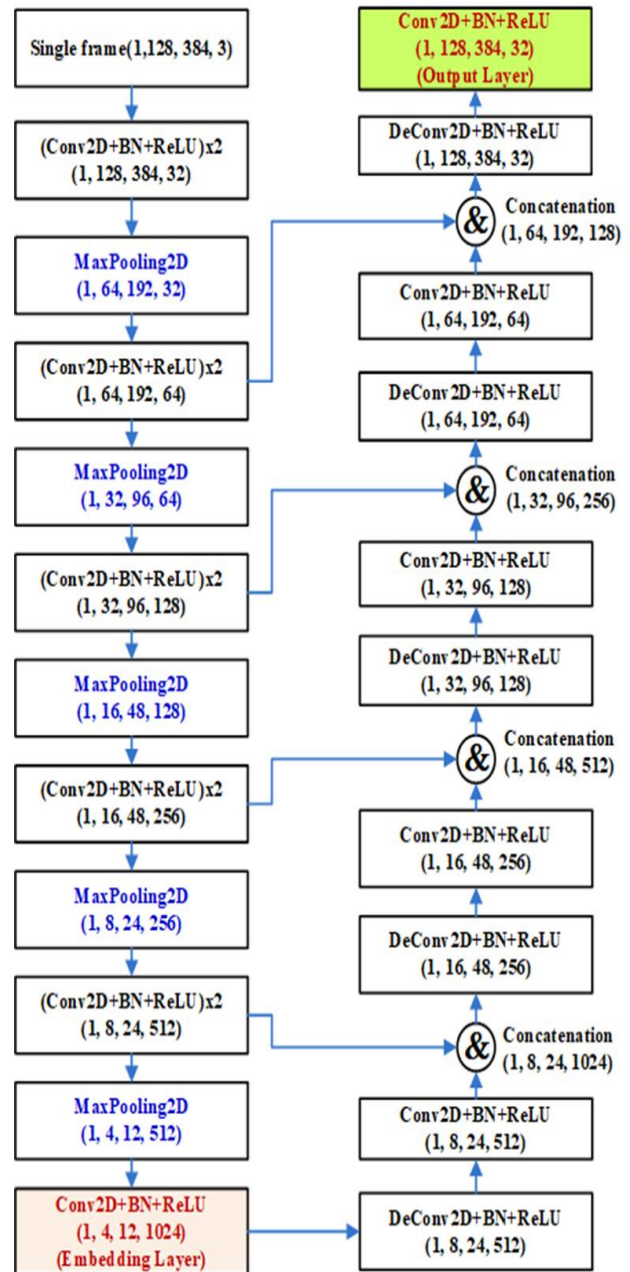 Single frame(1,128, 384, 3)
(Conv2D+BN+ReLU)x2
(1, 128, 384, 32)
MaxPooling2D
(1, 64, 192, 32)
(Conv2D+BN+ReLU)x2
(1, 64, 192, 64)
MaxPooling2D
(1, 32, 96, 64)
(Conv2D+BN+ReLU)x2
(1, 32, 96, 128)
MaxPooling2D
(1, 16, 48, 128)
(Conv2D+BN+ReLU)x2
(1, 16, 48, 256)
MaxPooling2D
(1, 8, 24, 256)
(Conv2D+BN+ReLU)x2
(1, 8, 24, 512)
MaxPooling2D
(1, 4, 12, 512)
Conv2D+BN+ReLU
(1, 4, 12, 1024)
(Embedding Layer)
Conv2D+BN+ReLU
(1, 128, 384, 32)
(Output Layer)
DeConv2D+BN+ReLU
(1, 128, 384, 32)
&
Concatenation
(1, 64, 192, 128)
Conv2D+BN+ReLU
(1, 64, 192, 64)
DeConv2D+BN+ReLU
(1, 64, 192, 64)
&
Concatenation
(1, 32, 96, 256)
Conv2D+BN+ReLU
(1, 32, 96, 128)
DeConv2D+BN+ReLU
(1, 32, 96, 128)
&
Concatenation
(1, 16, 48, 512)
Conv2D+BN+ReLU
(1, 16, 48, 256)
DeConv2D+BN+ReLU
(1, 16, 48, 256)
&
Concatenation
(1, 8, 24, 1024)
Conv2D+BN+ReLU
(1, 8, 24, 512)
DeConv2D+BN+ReLU
(1, 8, 24, 512)